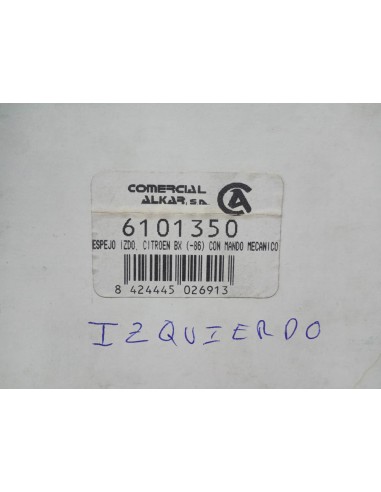 COMERCIAL
ALKAR, S.A.
CA
6101350
ESPEJO IZDO. CITROEN BX (-86) CON MANDO MECANICO
8 424445 026913
IZQUIERDO